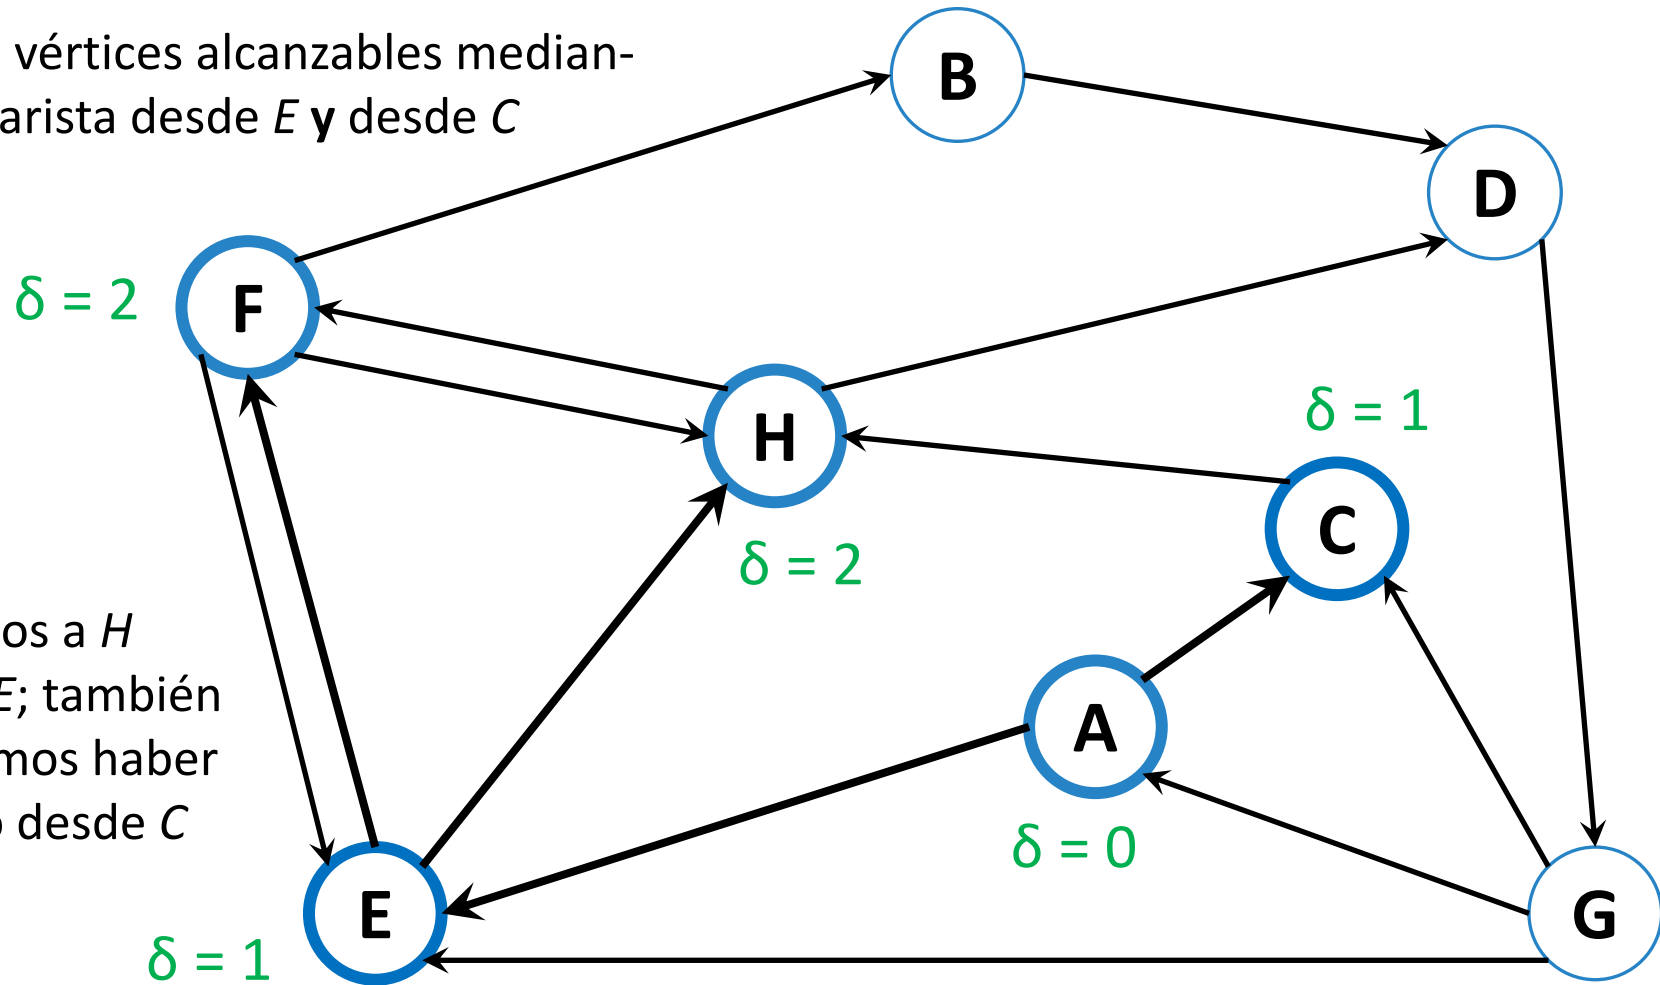 vértices alcanzables median-
arista desde E y desde C
B
D
F
δ = 2
H
δ = 1
δ = 2
C
os a H
E; también
A
mos haber
desde C
δ = 0
E
G
δ = 1